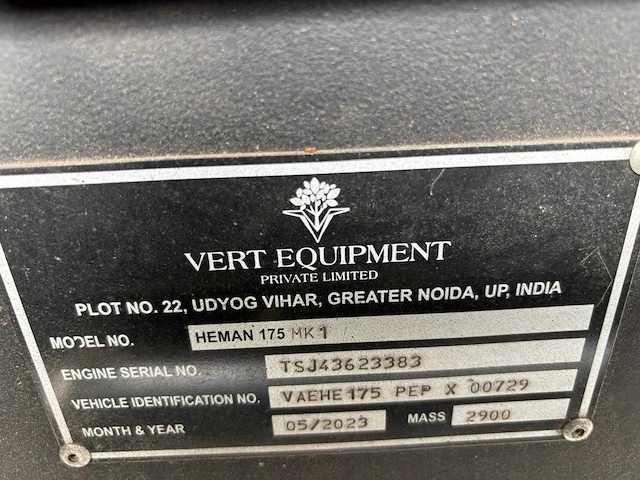 VERT EQUIPMENT
PRIVATE LIMITED
PLOT NO. 22, UDYOG VIHAR, GREATER NOIDA, UP, INDIA
MODEL NO. HEMAN 175 MK1
ENGINE SERIAL NO. TSJ43623383
VEHICLE IDENTIFICATION NO. VAEHE175 PEP X 00729
MONTH & YEAR 05/2023 MASS 2900